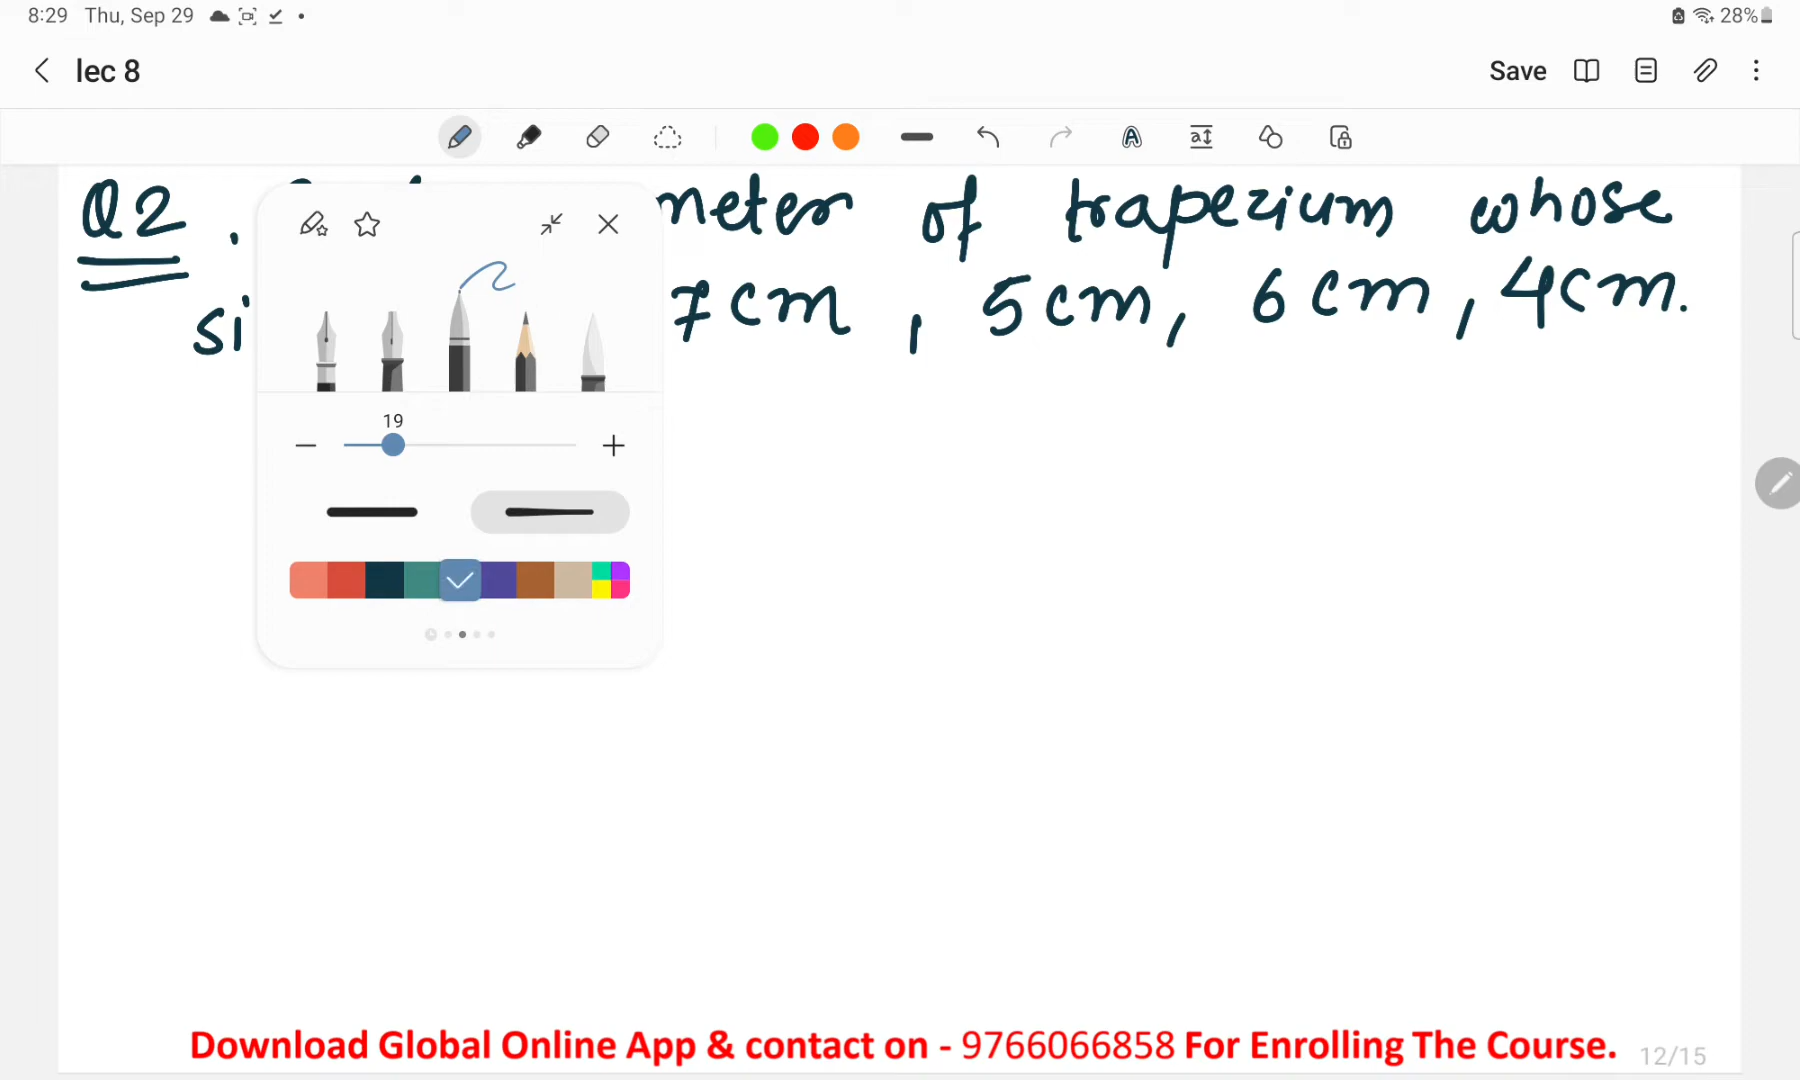 8:29 Thu, Sep 29
28%
lec 8
Save
Q2. meter of trapezium whose
si 7cm, 5cm, 6cm, 4cm.
19
Download Global Online App & contact on - 9766066858 For Enrolling The Course.
12/15